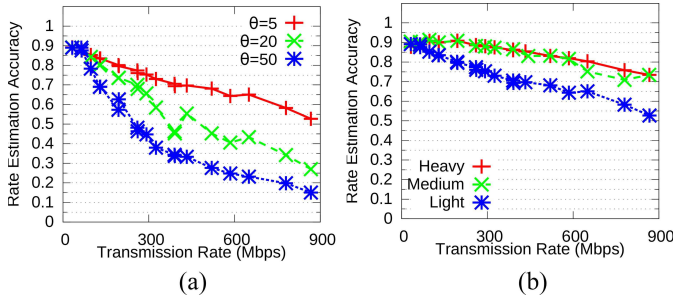 θ=5
θ=20
θ=50
1
0.9
0.8
0.7
0.6
0.5
0.4
0.3
0.2
0.1
0
Rate Estimation Accuracy
0 300 600 900
Transmission Rate (Mbps)
(a)
1
0.9
0.8
0.7
0.6
0.5
0.4
0.3
0.2
0.1
0
Rate Estimation Accuracy
Heavy
Medium
Light
0 300 600 900
Transmission Rate (Mbps)
(b)